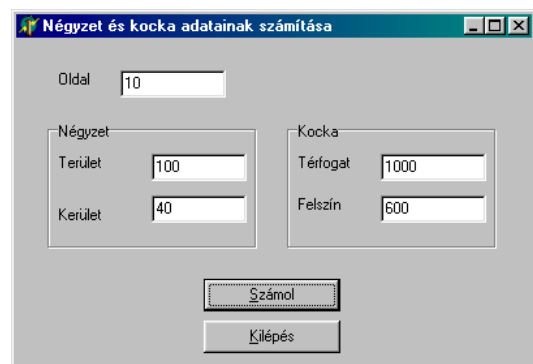 Négyzet és kocka adatainak számítása
Oldal 10
Négyzet
Terület 100
Kerület 40
Kocka
Térfogat 1000
Felszín 600
Számol
Kilépés